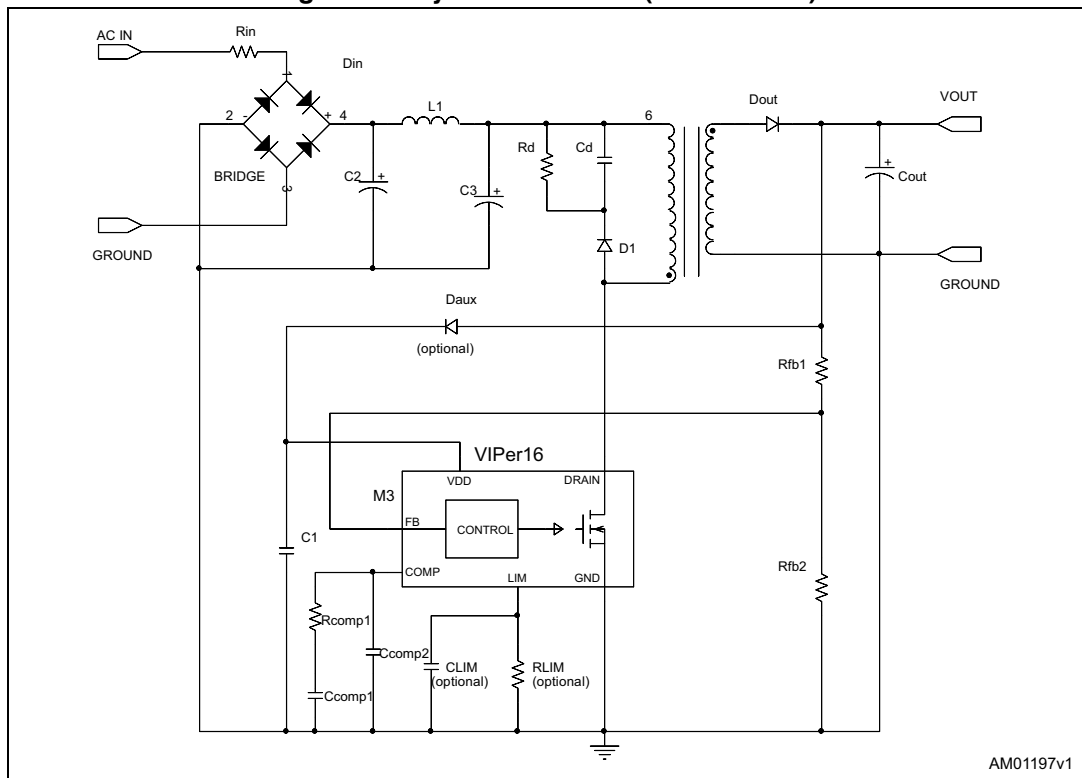 AC IN
Rin
Din
1
2
-
+
4
3
BRIDGE
GROUND
L1
C2
+
C3
+
Rd
Cd
D1
6
Dout
VOUT
+
Cout
GROUND
Daux
(optional)
Rfb1
VIPer16
M3
VDD
DRAIN
FB
CONTROL
COMP
LIM
GND
C1
Rfb2
Rcomp1
Ccomp2
Ccomp1
CLIM
(optional)
RLIM
(optional)
AM01197v1